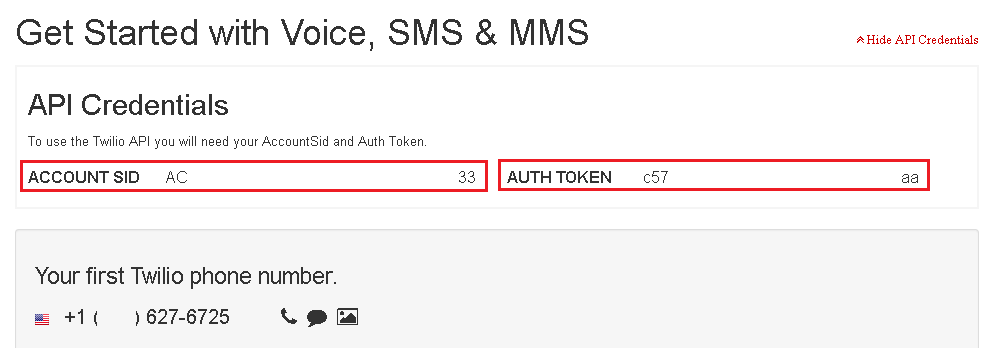 Get Started with Voice, SMS & MMS
Hide API Credentials
API Credentials
To use the Twilio API you will need your AccountSid and Auth Token.
ACCOUNT SID AC 33 AUTH TOKEN c57 aa
Your first Twilio phone number.
+1 ( ) 627-6725